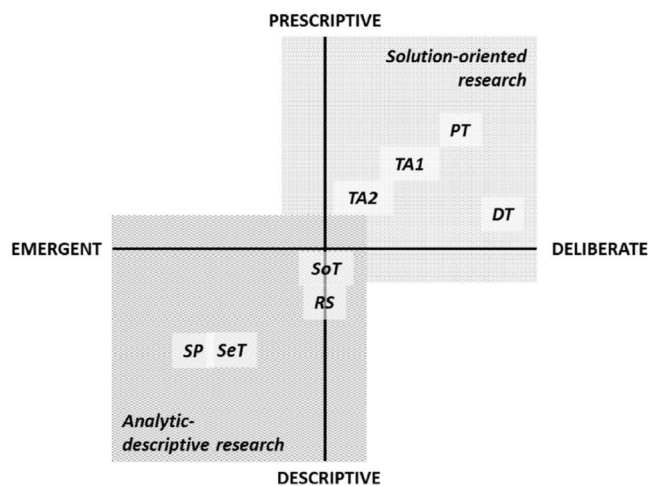 PRESCRIPTIVE
Solution-oriented
research
PT
TA1
TA2
DT
EMERGENT
DELIBERATE
SoT
RS
SP SeT
Analytic-
descriptive research
DESCRIPTIVE